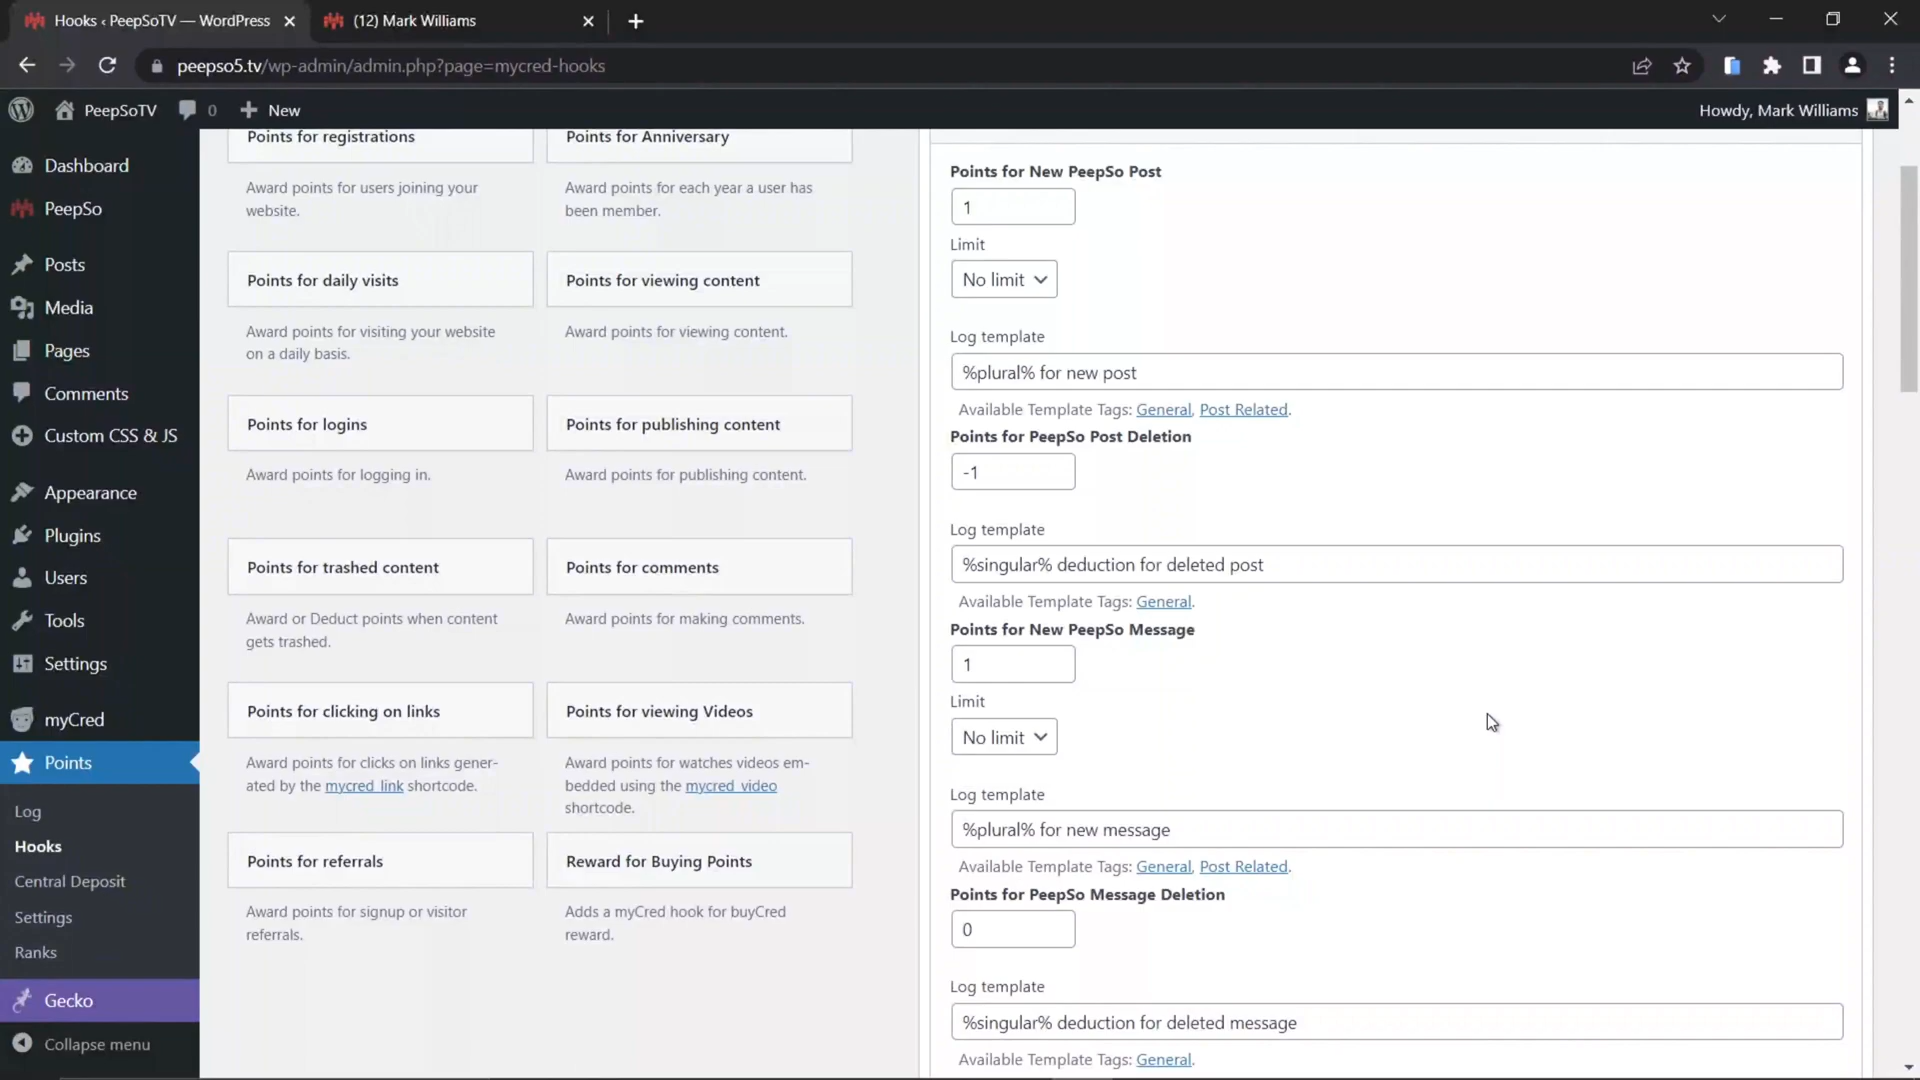 Hooks ‹ PeepSoTV — WordPress
(12) Mark Williams
peepso5.tv/wp-admin/admin.php?page=mycred-hooks
PeepSoTV
0
New
Howdy, Mark Williams
Dashboard
PeepSo
Posts
Media
Pages
Comments
Custom CSS & JS
Appearance
Plugins
Users
Tools
Settings
myCred
Points
Log
Hooks
Central Deposit
Settings
Ranks
Gecko
Collapse menu
Points for registrations
Award points for users joining your
website.
Points for Anniversary
Award points for each year a user has
been member.
Points for daily visits
Award points for visiting your website
on a daily basis.
Points for viewing content
Award points for viewing content.
Points for logins
Award points for logging in.
Points for publishing content
Award points for publishing content.
Points for trashed content
Award or Deduct points when content
gets trashed.
Points for comments
Award points for making comments.
Points for clicking on links
Award points for clicks on links gener-
ated by the mycred_link shortcode.
Points for viewing Videos
Award points for watches videos em-
bedded using the mycred_video
shortcode.
Points for referrals
Award points for signup or visitor
referrals.
Reward for Buying Points
Adds a myCred hook for buyCred
reward.
Points for New PeepSo Post
1
Limit
No limit
Log template
%plural% for new post
Available Template Tags: General, Post Related.
Points for PeepSo Post Deletion
-1
Log template
%singular% deduction for deleted post
Available Template Tags: General.
Points for New PeepSo Message
1
Limit
No limit
Log template
%plural% for new message
Available Template Tags: General, Post Related.
Points for PeepSo Message Deletion
0
Log template
%singular% deduction for deleted message
Available Template Tags: General.